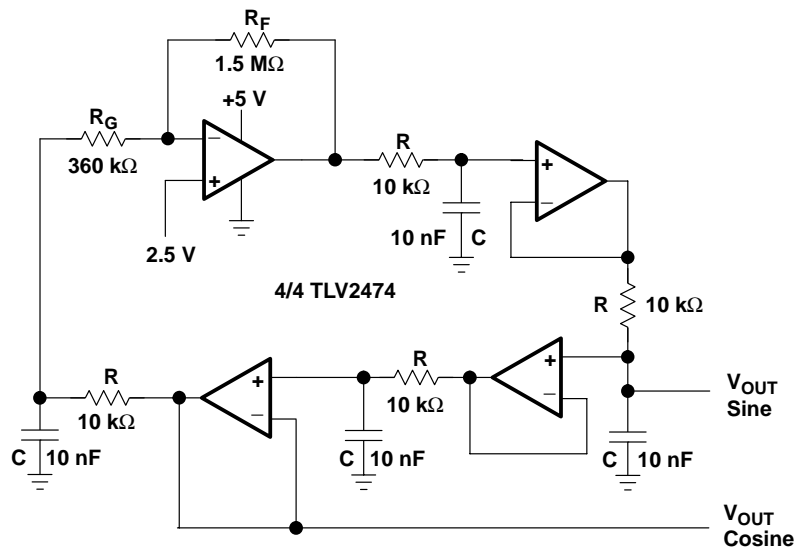 R_F
1.5 MΩ
+5 V
R_G
360 kΩ
−
+
2.5 V
R
10 kΩ
10 nF C
+
−
4/4 TLV2474
R 10 kΩ
R
10 kΩ
C 10 nF
+
−
R
10 kΩ
C 10 nF
+
−
C 10 nF
V_OUT
Sine
V_OUT
Cosine